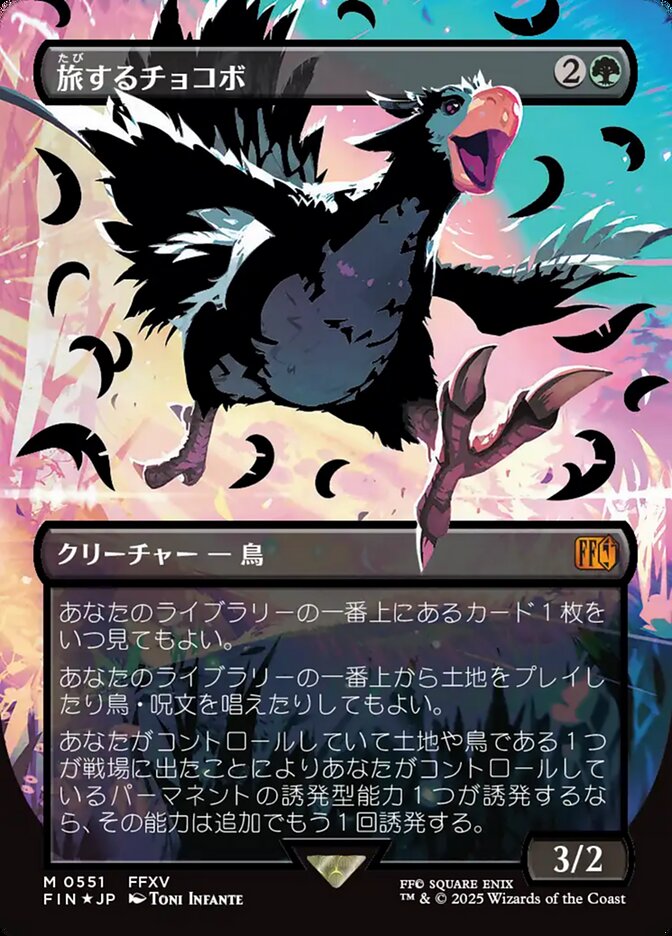 たび
旅するチョコボ 2
クリーチャー — 鳥 FF
あなたのライブラリーの一番上にあるカード1枚を
いつ見てもよい。
あなたのライブラリーの一番上から土地をプレイし
たり鳥・呪文を唱えたりしてもよい。
あなたがコントロールしていて土地や鳥である1つ
が戦場に出たことによりあなたがコントロールして
いるパーマネントの誘発型能力1つが誘発するな
ら、その能力は追加でもう1回誘発する。
3/2
M 0551 FFXV
FIN★JP Toni Infante
FF© SQUARE ENIX
™ & © 2025 Wizards of the Coast